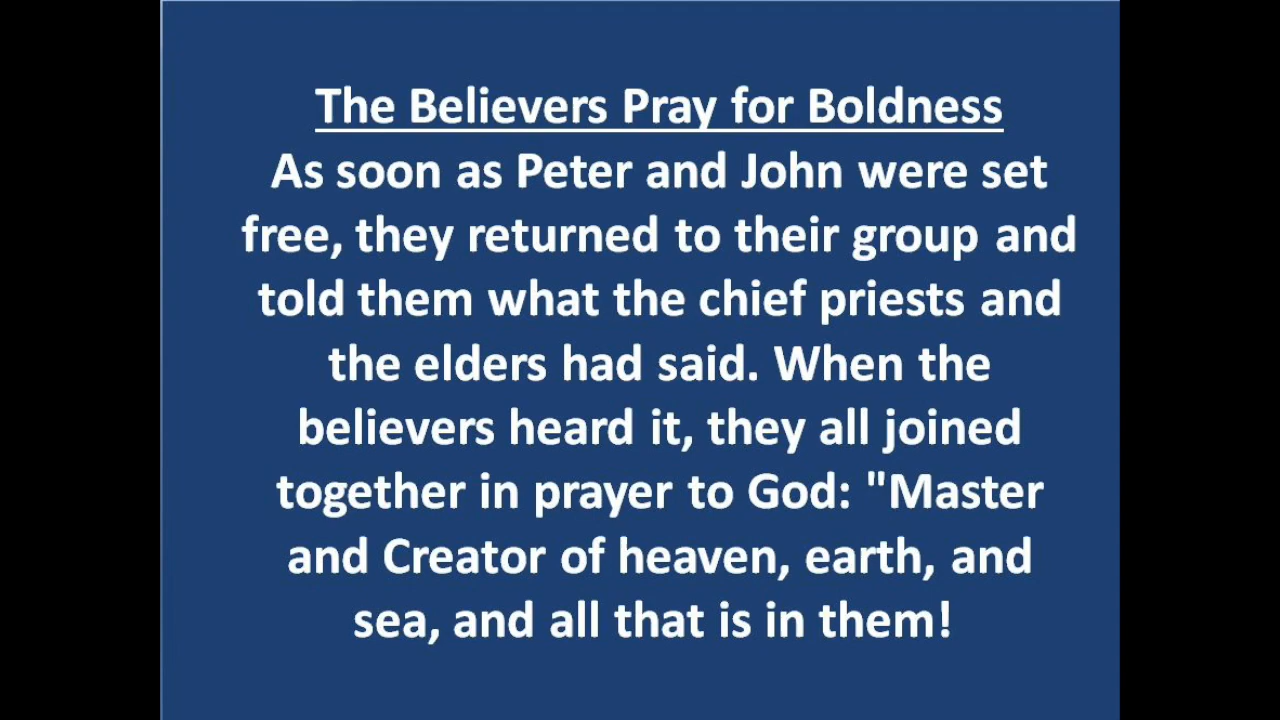 The Believers Pray for Boldness
As soon as Peter and John were set
free, they returned to their group and
told them what the chief priests and
the elders had said. When the
believers heard it, they all joined
together in prayer to God: "Master
and Creator of heaven, earth, and
sea, and all that is in them!